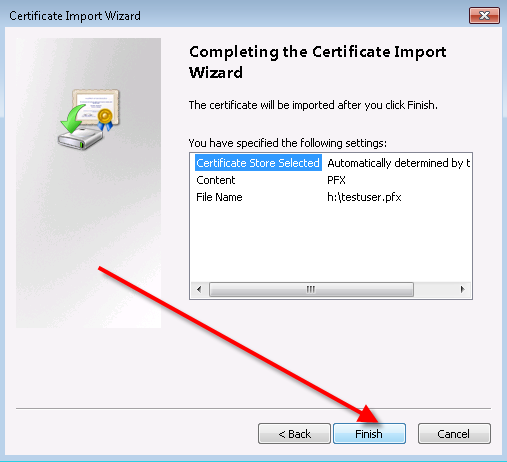 Certificate Import Wizard
Completing the Certificate Import
Wizard
The certificate will be imported after you click Finish.
You have specified the following settings:
Certificate Store Selected Automatically determined by t
Content PFX
File Name h:\testuser.pfx
< Back Finish Cancel